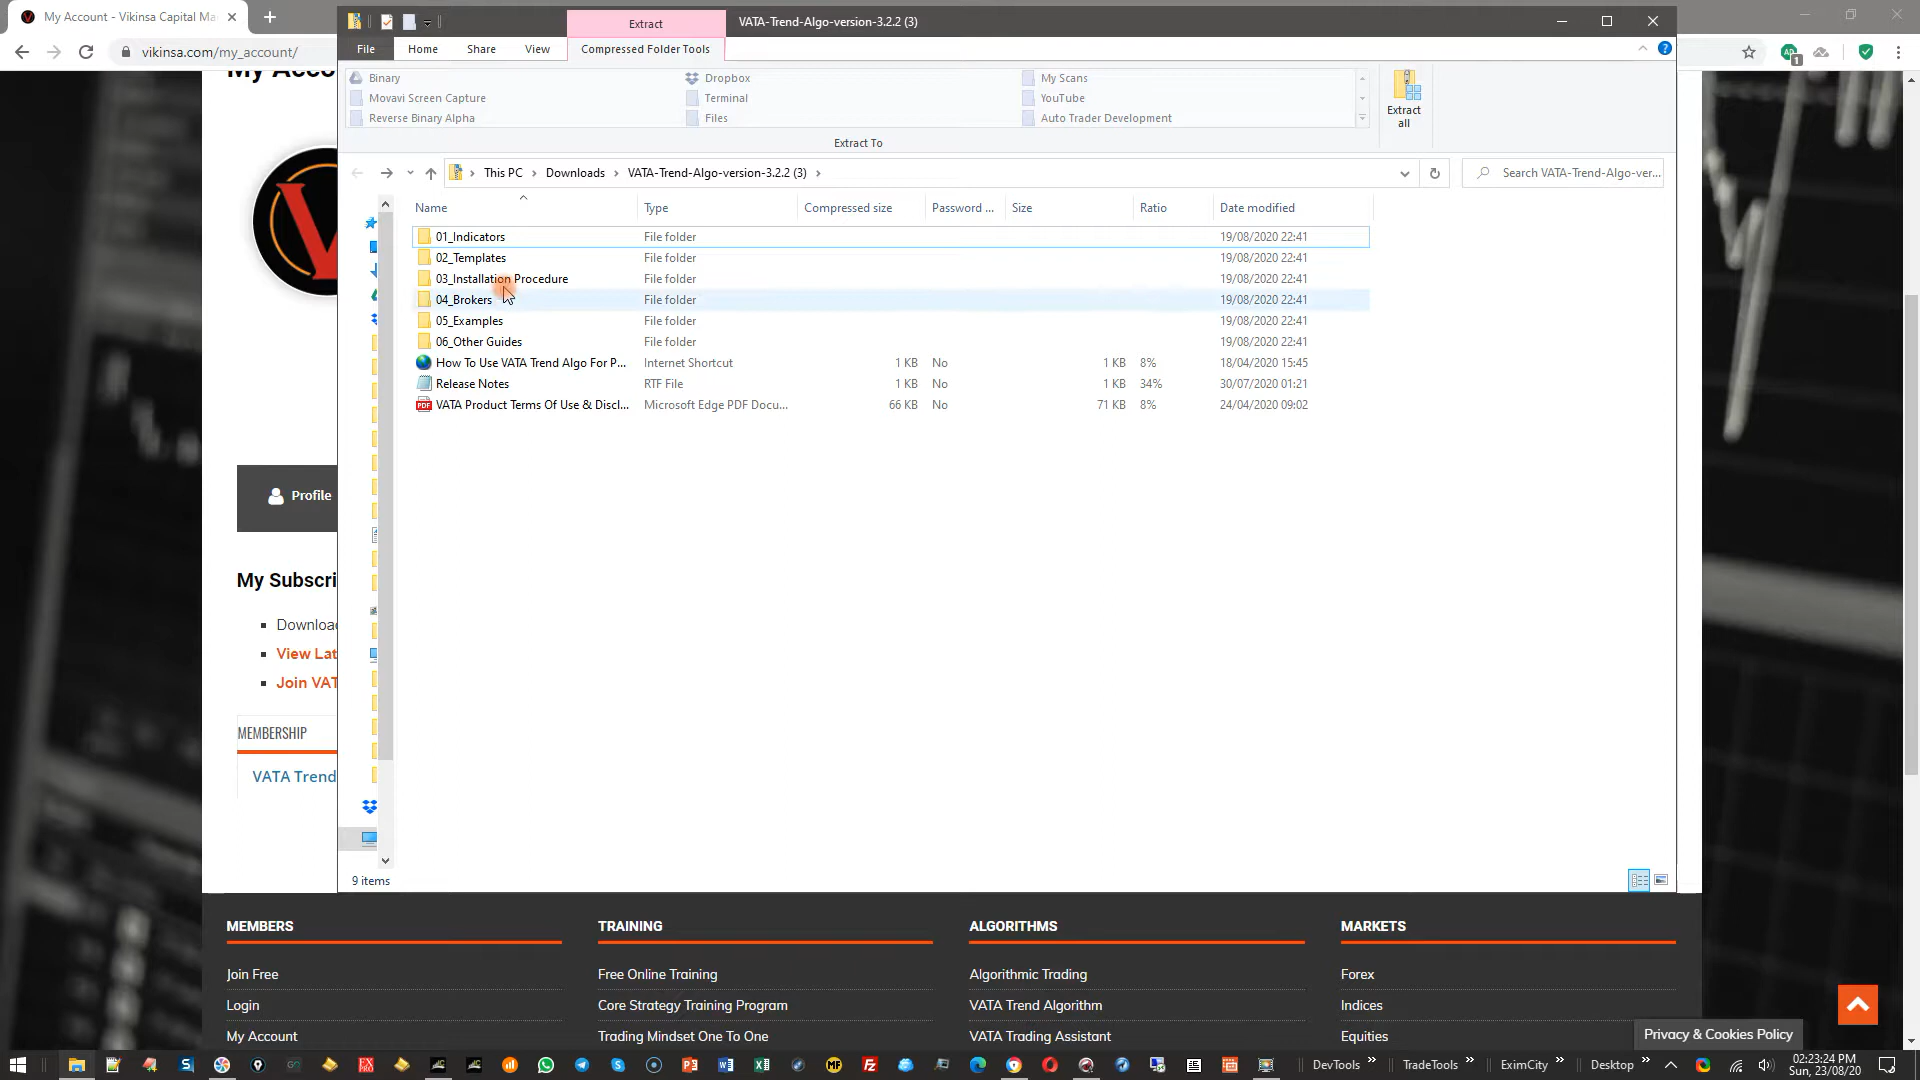 My Account - Vikinsa Capital Ma
Extract
VATA-Trend-Algo-version-3.2.2 (3)
vikinsa.com/my_account/
File
Home
Share
View
Compressed Folder Tools
My Acco
Binary
Dropbox
My Scans
Movavi Screen Capture
Terminal
YouTube
Reverse Binary Alpha
Files
Auto Trader Development
Extract all
Extract To
This PC > Downloads > VATA-Trend-Algo-version-3.2.2 (3) >
Search VATA-Trend-Algo-ver...
Name Type Compressed size Password ... Size Ratio Date modified
01_Indicators File folder 19/08/2020 22:41
02_Templates File folder 19/08/2020 22:41
03_Installation Procedure File folder 19/08/2020 22:41
04_Brokers File folder 19/08/2020 22:41
05_Examples File folder 19/08/2020 22:41
06_Other Guides File folder 19/08/2020 22:41
How To Use VATA Trend Algo For P... Internet Shortcut 1 KB No 1 KB 8% 18/04/2020 15:45
Release Notes RTF File 1 KB No 1 KB 34% 30/07/2020 01:21
VATA Product Terms Of Use & Discl... Microsoft Edge PDF Docu... 66 KB No 71 KB 8% 24/04/2020 09:02
Profile
My Subscri
Downloa
View Lat
Join VAT
MEMBERSHIP
VATA Trend
9 items
MEMBERS TRAINING ALGORITHMS MARKETS
Join Free Free Online Training Algorithmic Trading Forex
Login Core Strategy Training Program VATA Trend Algorithm Indices
My Account Trading Mindset One To One VATA Trading Assistant Equities
Privacy & Cookies Policy
DevTools TradeTools EximCity Desktop
02:23:24 PM
Sun, 23/08/20